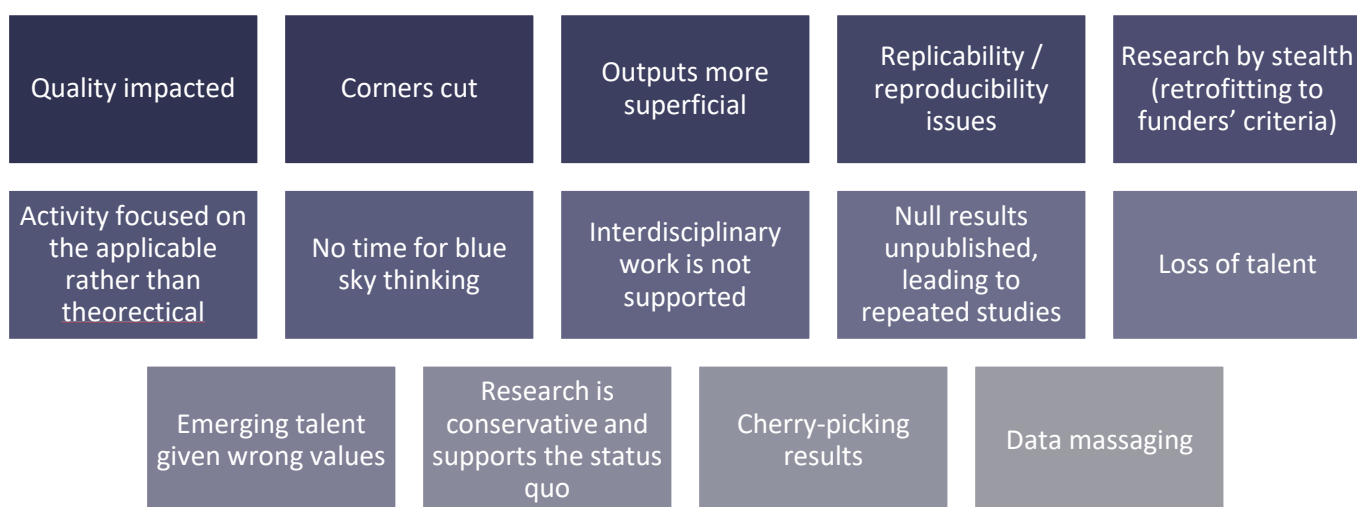 Quality impacted
Corners cut
Outputs more
superficial
Replicability /
reproducibility
issues
Research by stealth
(retrofitting to
funders’ criteria)
Activity focused on
the applicable
rather than
theorectical
No time for blue
sky thinking
Interdisciplinary
work is not
supported
Null results
unpublished,
leading to
repeated studies
Loss of talent
Emerging talent
given wrong values
Research is
conservative and
supports the status
quo
Cherry-picking
results
Data massaging